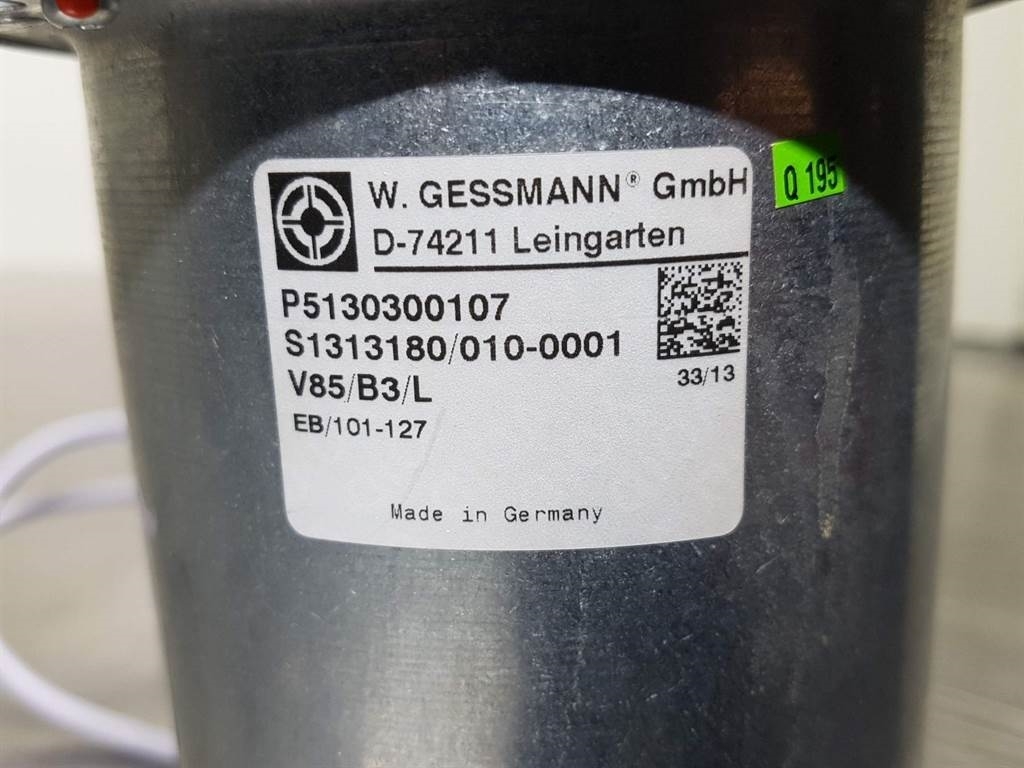 W. GESSMANN® GmbH
D-74211 Leingarten
P5130300107
S1313180/010-0001
V85/B3/L
33/13
EB/101-127
Made in Germany
Q 195